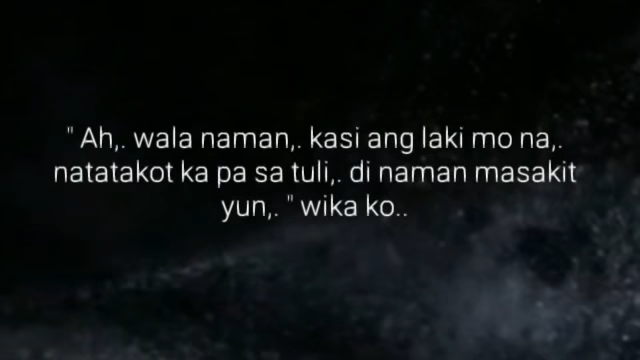 " Ah,. wala naman,. kasi ang laki mo na,.
natatakot ka pa sa tuli,. di naman masakit
yun,. " wika ko..